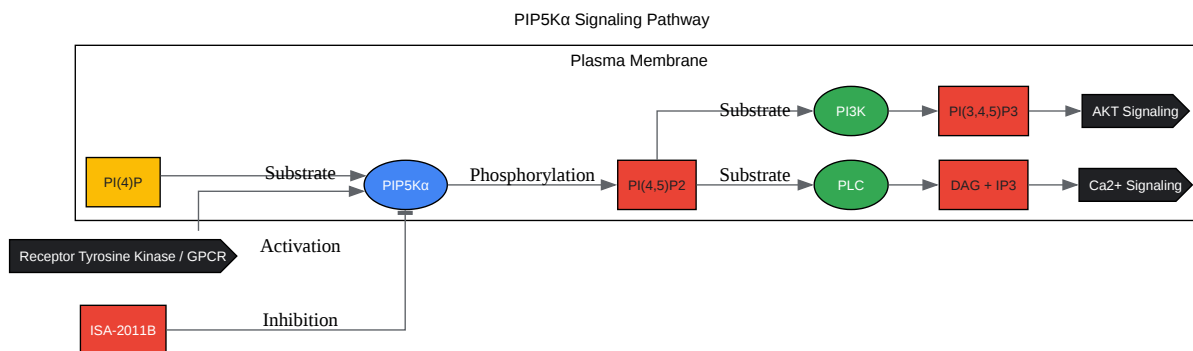 PIP5Kα Signaling Pathway
Plasma Membrane
Substrate
PI3K
PI(3,4,5)P3
AKT Signaling
PI(4)P
Substrate
PIP5Kα
Phosphorylation
PI(4,5)P2
Substrate
PLC
DAG + IP3
Ca2+ Signaling
Receptor Tyrosine Kinase / GPCR
Activation
ISA-2011B
Inhibition